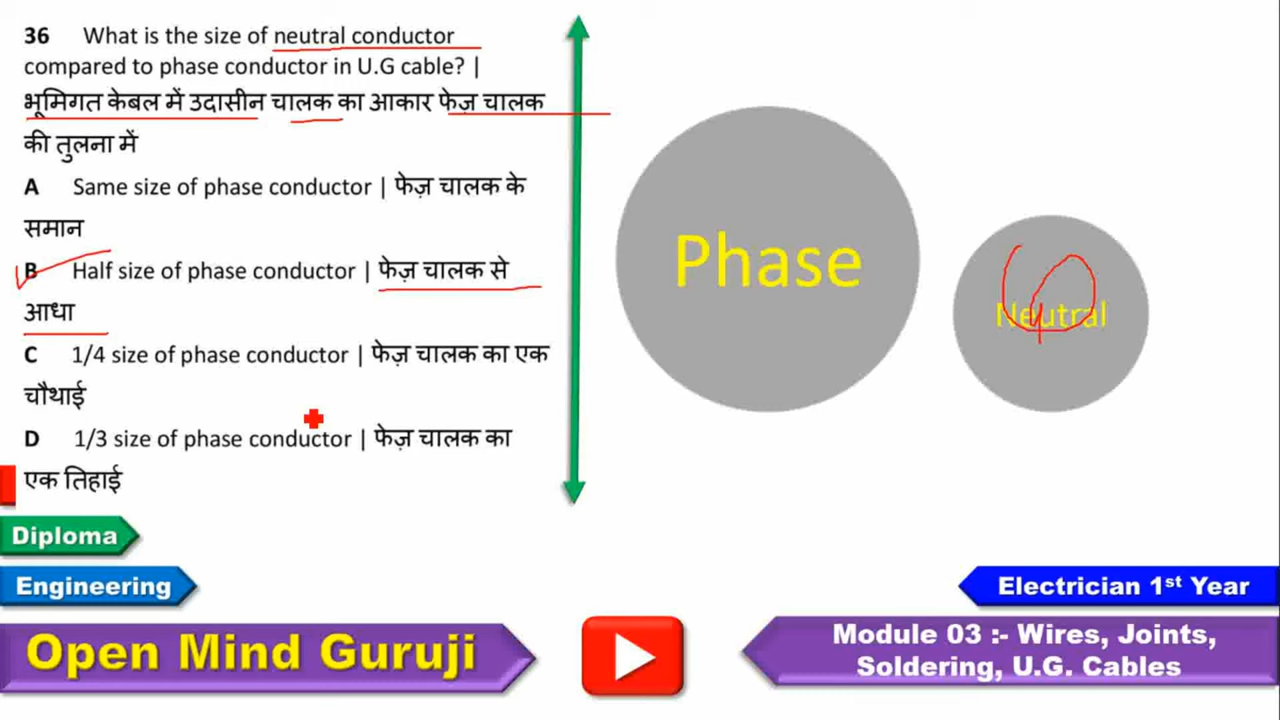 36 What is the size of neutral conductor
compared to phase conductor in U.G cable? |
भूमिगत केबल में उदासीन चालक का आकार फेज़ चालक
की तुलना में
A Same size of phase conductor | फेज़ चालक के
समान
B Half size of phase conductor | फेज़ चालक से
आधा
C 1/4 size of phase conductor | फेज़ चालक का एक
चौथाई
D 1/3 size of phase conductor | फेज़ चालक का
एक तिहाई
Phase
Neutral
Diploma
Engineering
Open Mind Guruji
Electrician 1st Year
Module 03 :- Wires, Joints,
Soldering, U.G. Cables